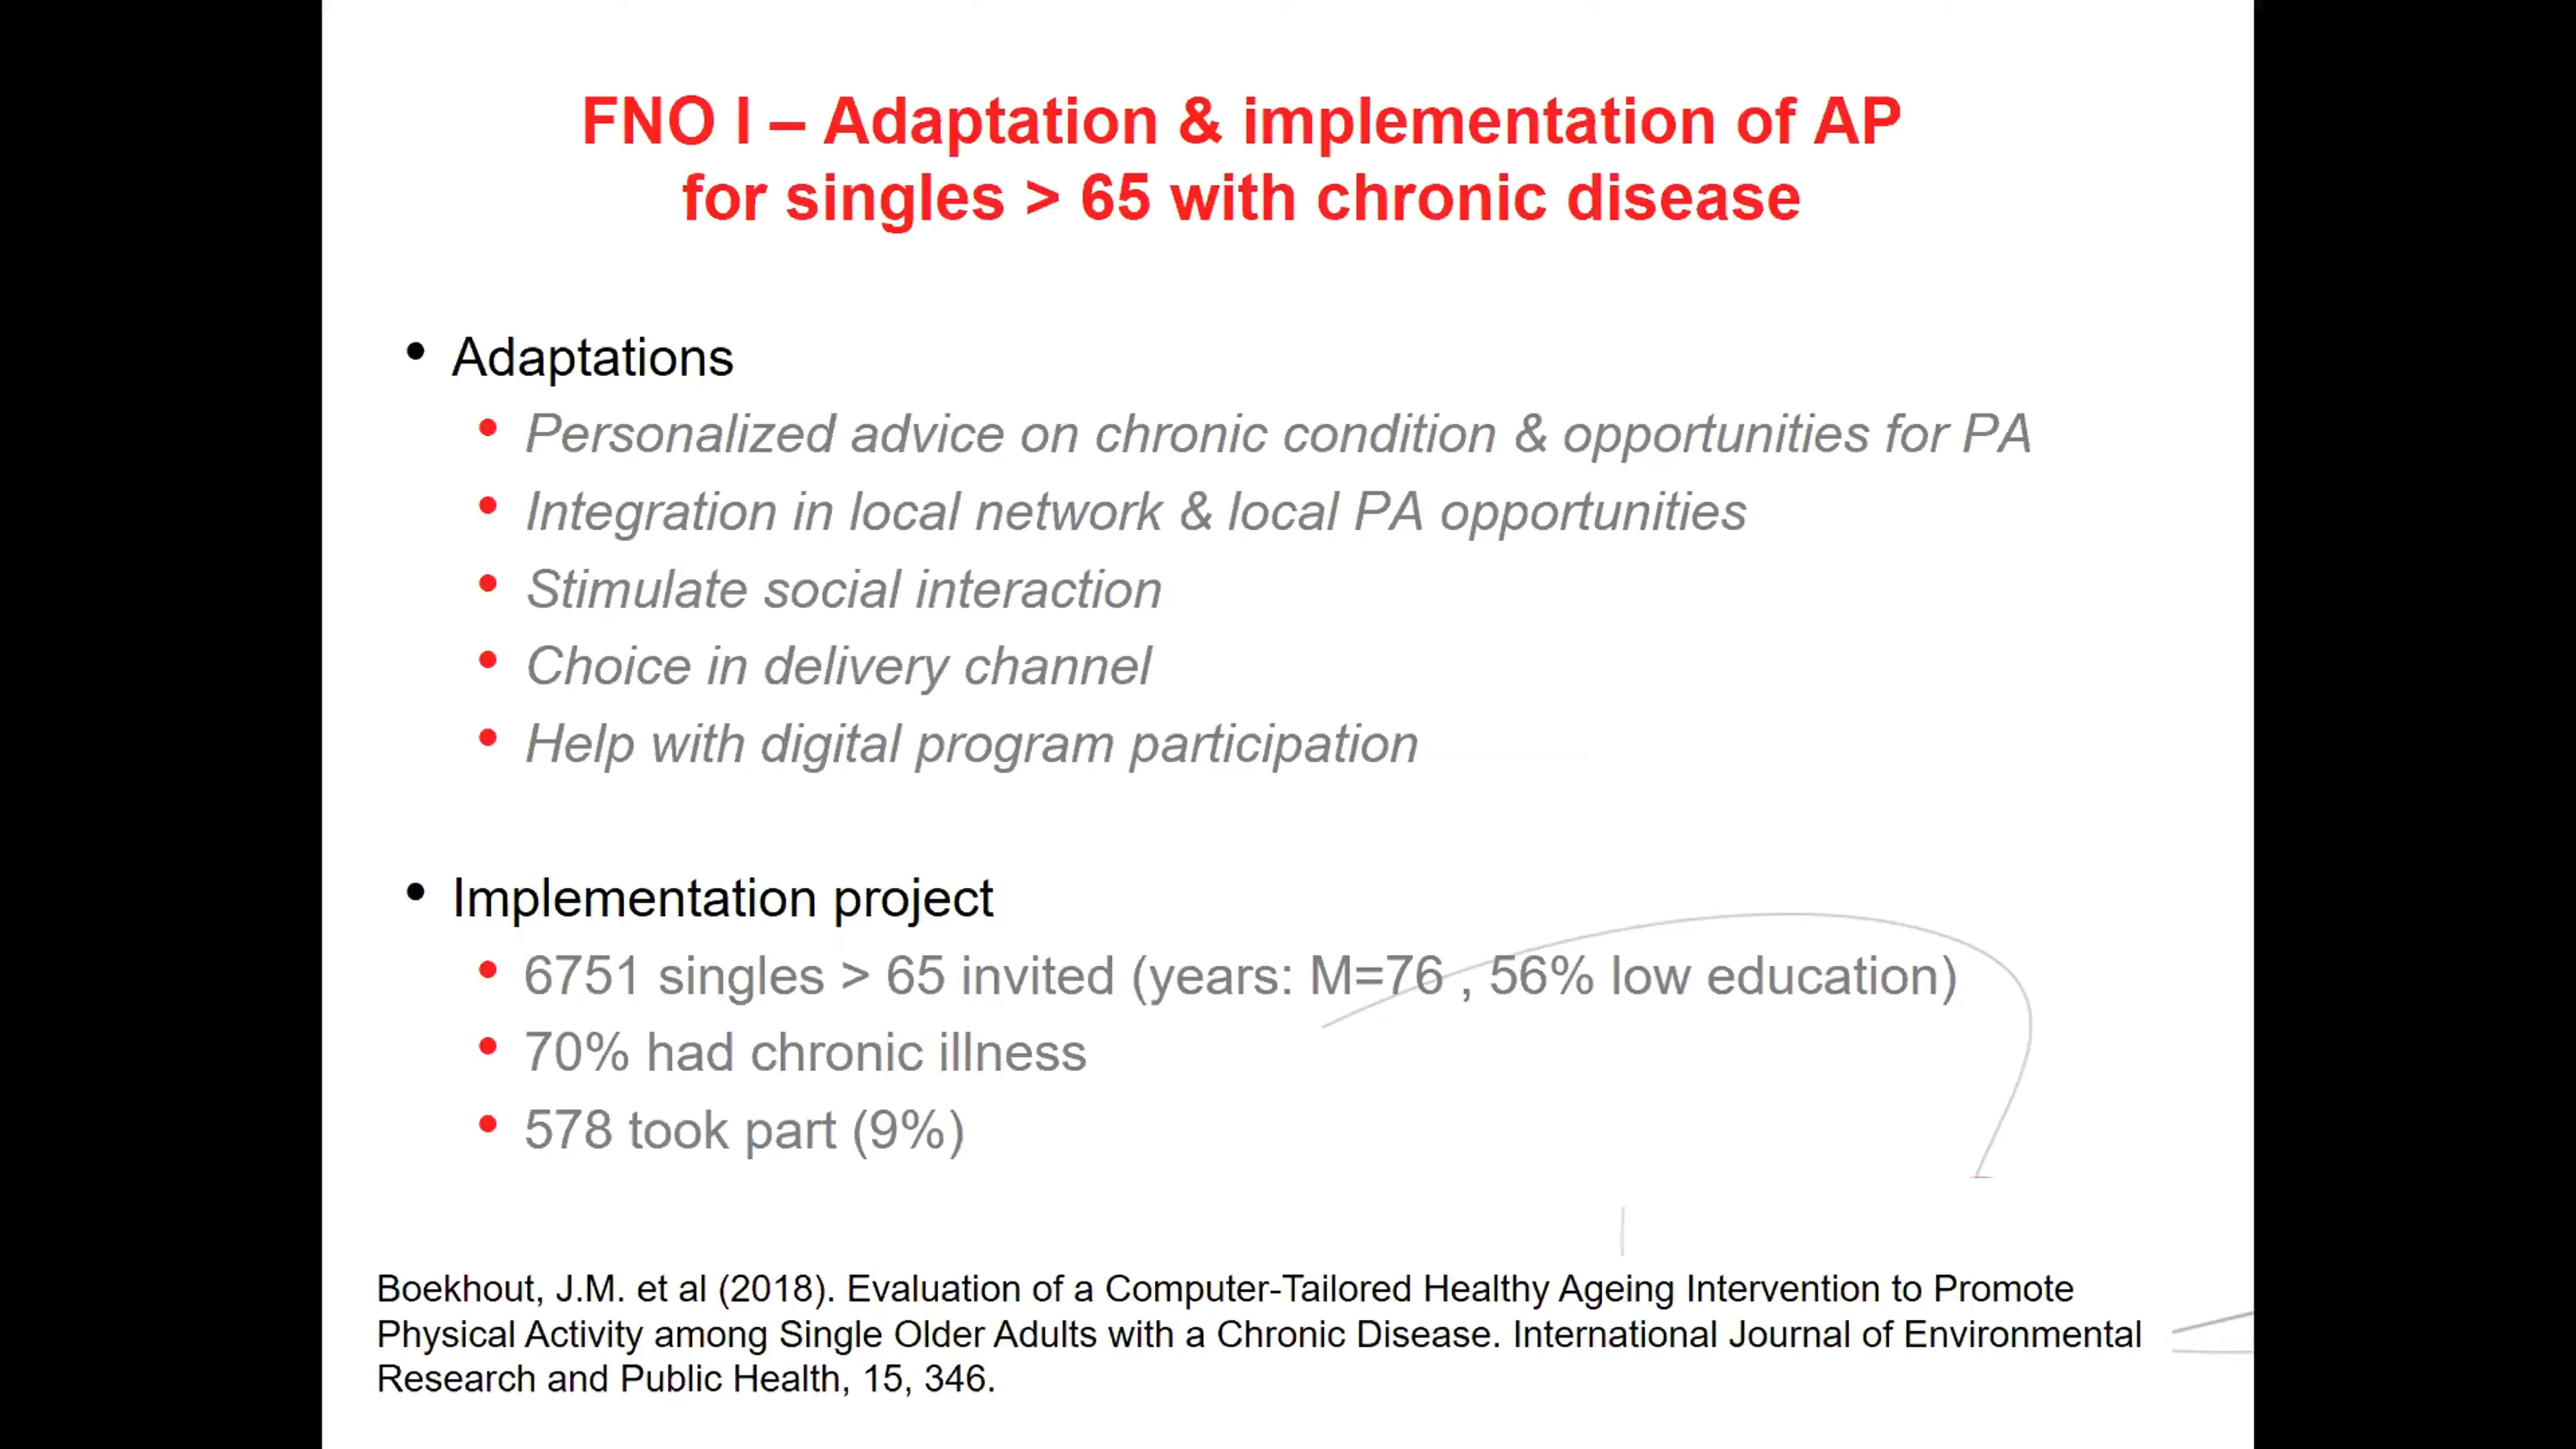 FNO I – Adaptation & implementation of AP
for singles > 65 with chronic disease
• Adaptations
• Personalized advice on chronic condition & opportunities for PA
• Integration in local network & local PA opportunities
• Stimulate social interaction
• Choice in delivery channel
• Help with digital program participation
• Implementation project
• 6751 singles > 65 invited (years: M=76 , 56% low education)
• 70% had chronic illness
• 578 took part (9%)
Boekhout, J.M. et al (2018). Evaluation of a Computer-Tailored Healthy Ageing Intervention to Promote
Physical Activity among Single Older Adults with a Chronic Disease. International Journal of Environmental
Research and Public Health, 15, 346.